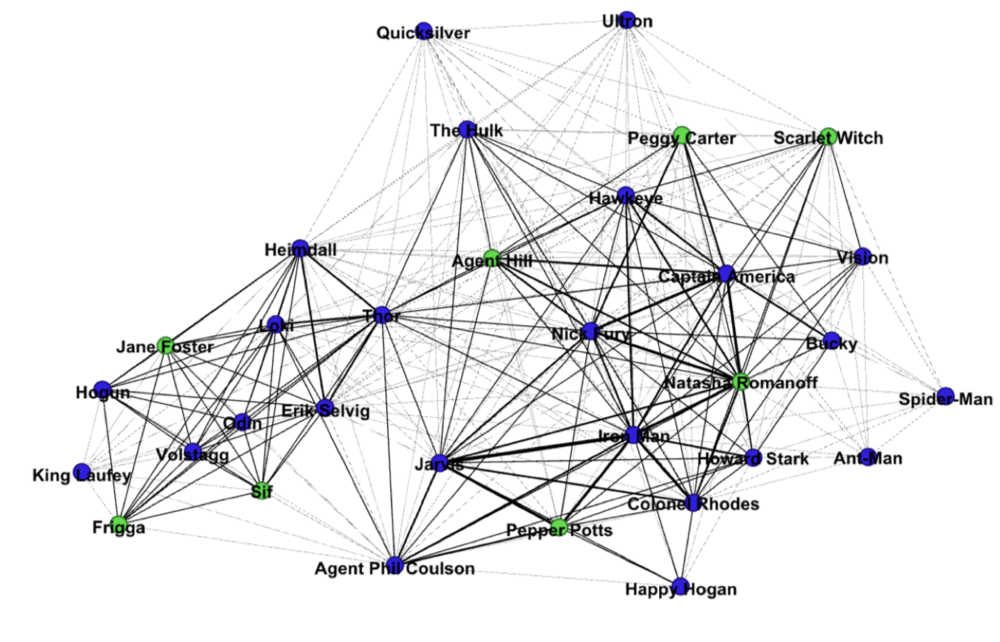 Ultron
Quicksilver
The Hulk
Peggy Carter
Scarlet Witch
Hawkeye
Heimdall
Agent Hill
Vision
Captain America
Loki
Thor
Nick Fury
Bucky
Jane Foster
Natasha Romanoff
Hogun
Spider-Man
Erik Selvig
Odin
Iron Man
Volstagg
Howard Stark
Ant-Man
Jarvis
King Laufey
Sif
Colonel Rhodes
Frigga
Pepper Potts
Agent Phil Coulson
Happy Hogan